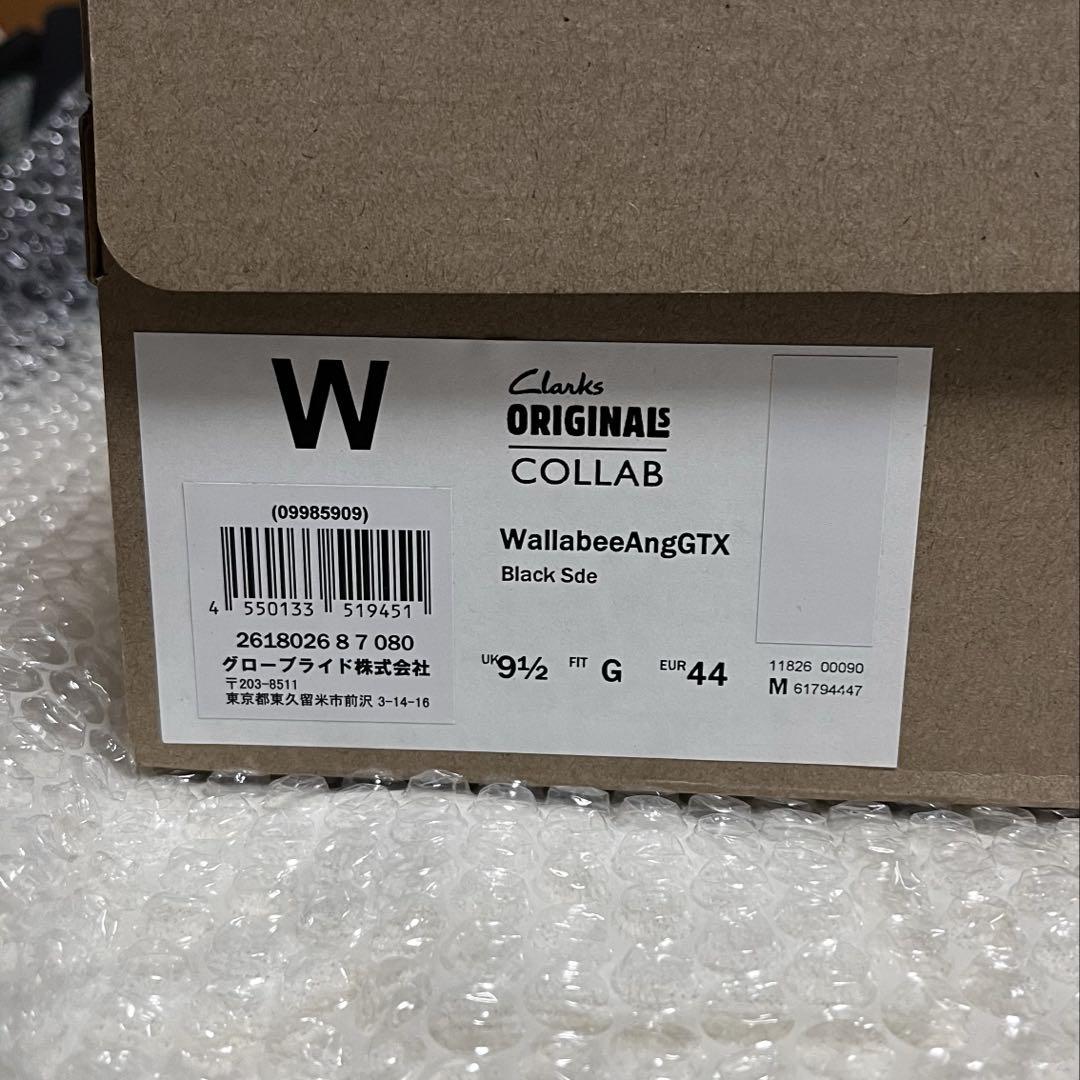 W
(09985909)
4 550133 519451
2618026 8 7 080
グローブライド株式会社
〒203-8511
東京都東久留米市前沢 3-14-16
Clarks
ORIGINALS
COLLAB
WallabeeAngGTX
Black Sde
UK 9½ FIT G EUR 44
11826 00090
M 61794447